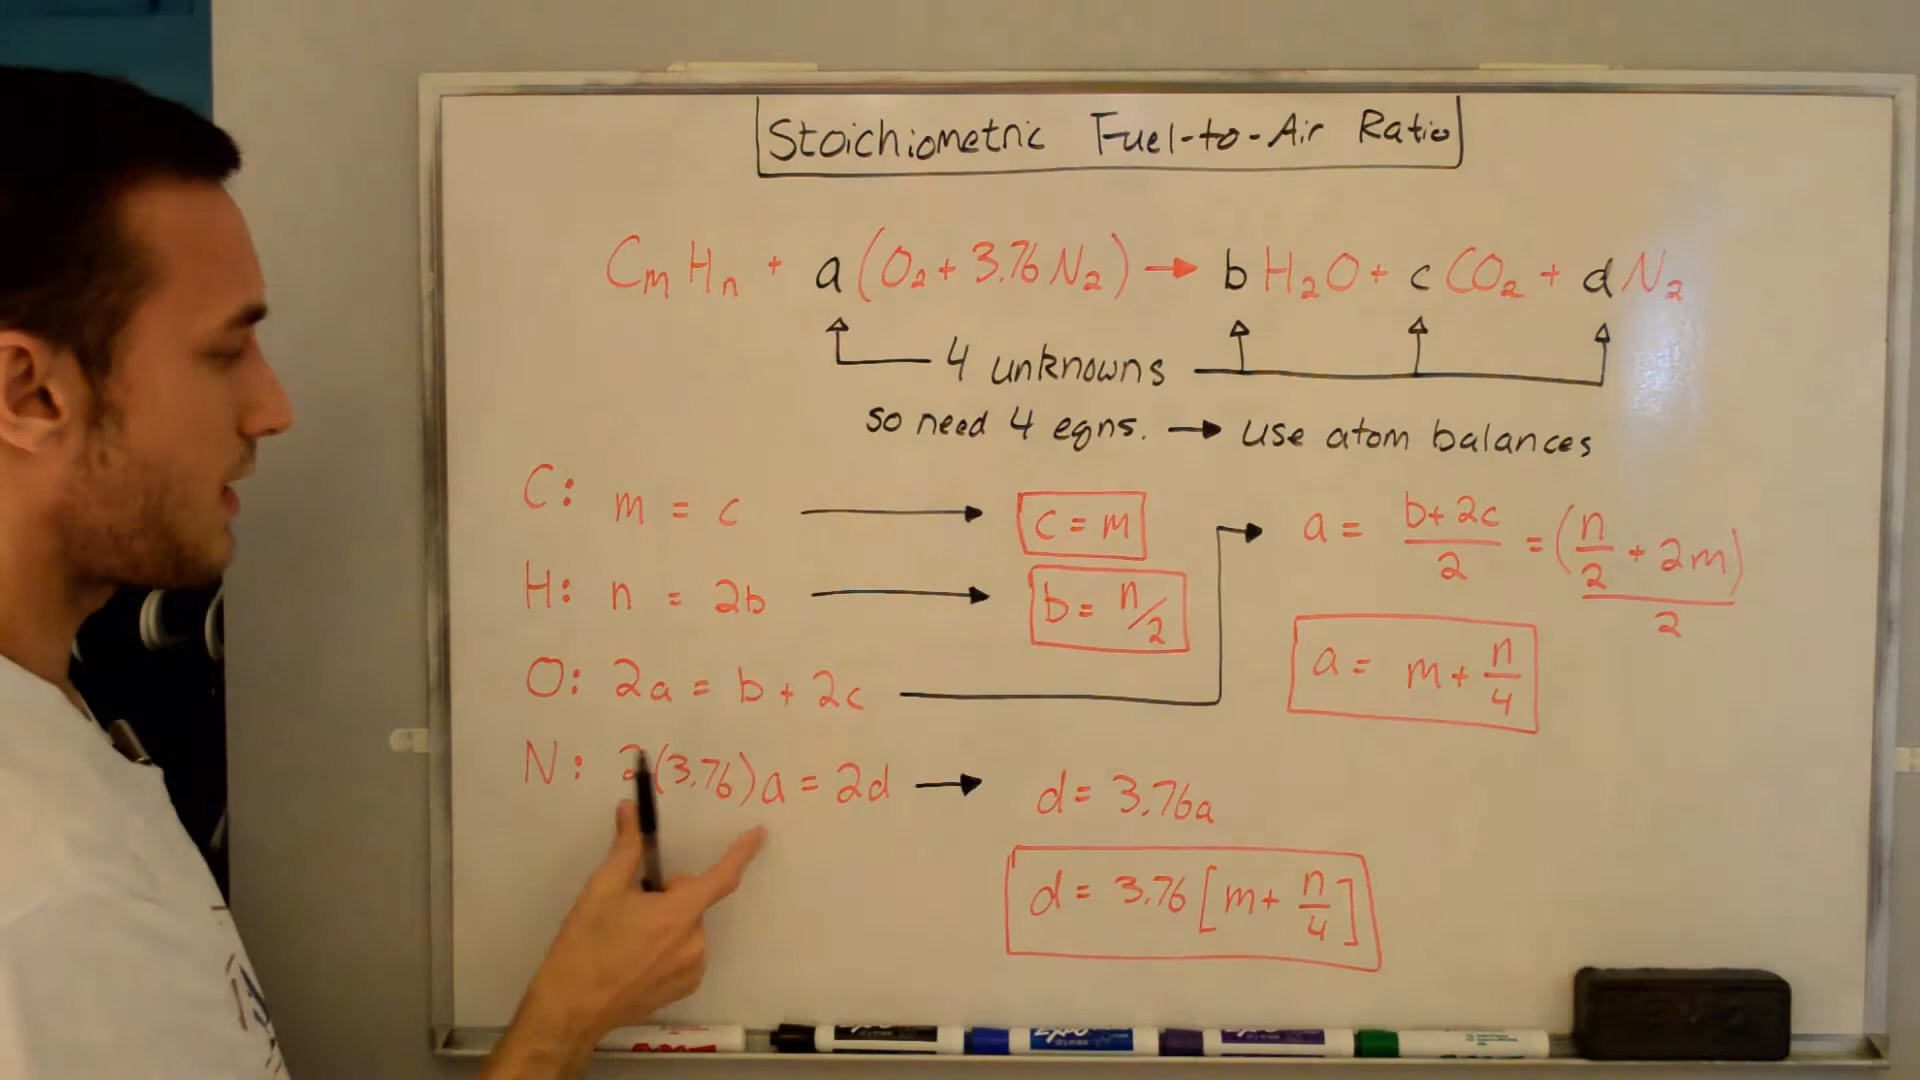 Stoichiometric Fuel-to-Air Ratio
CₘHₙ + a(O₂ + 3.76 N₂) → b H₂O + c CO₂ + d N₂
4 unknowns
so need 4 eqns. → use atom balances
C: m = c → c = m
H: n = 2b → b = n/2
O: 2a = b + 2c → a = (b + 2c)/2 = (n/2 + 2m)/2
a = m + n/4
N: 2(3.76)a = 2d → d = 3.76a
d = 3.76[m + n/4]
EXPO